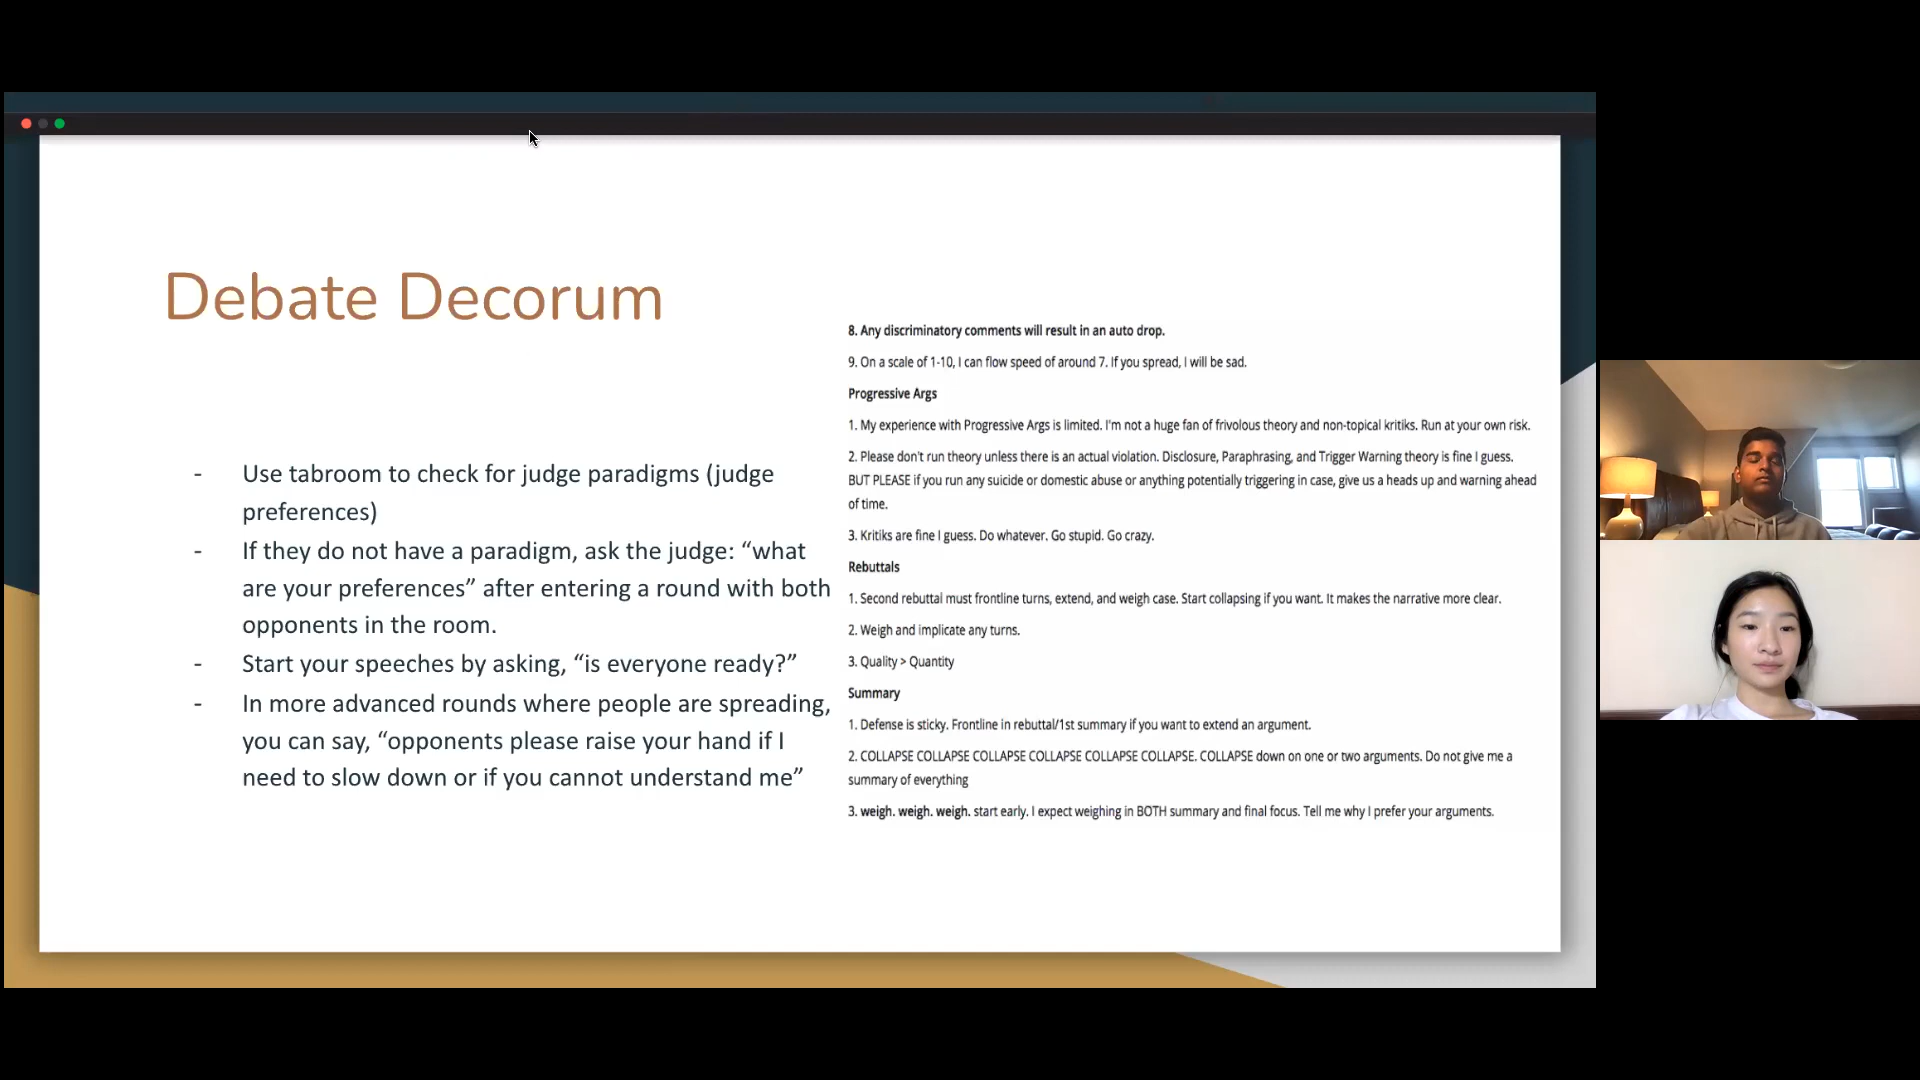 Debate Decorum
- Use tabroom to check for judge paradigms (judge
preferences)
- If they do not have a paradigm, ask the judge: “what
are your preferences” after entering a round with both
opponents in the room.
- Start your speeches by asking, “is everyone ready?”
- In more advanced rounds where people are spreading,
you can say, “opponents please raise your hand if I
need to slow down or if you cannot understand me”
8. Any discriminatory comments will result in an auto drop.
9. On a scale of 1-10, I can flow speed of around 7. If you spread, I will be sad.
Progressive Args
1. My experience with Progressive Args is limited. I'm not a huge fan of frivolous theory and non-topical kritiks. Run at your own risk.
2. Please don't run theory unless there is an actual violation. Disclosure, Paraphrasing, and Trigger Warning theory is fine I guess.
BUT PLEASE if you run any suicide or domestic abuse or anything potentially triggering in case, give us a heads up and warning ahead
of time.
3. Kritiks are fine I guess. Do whatever. Go stupid. Go crazy.
Rebuttals
1. Second rebuttal must frontline turns, extend, and weigh case. Start collapsing if you want. It makes the narrative more clear.
2. Weigh and implicate any turns.
3. Quality > Quantity
Summary
1. Defense is sticky. Frontline in rebuttal/1st summary if you want to extend an argument.
2. COLLAPSE COLLAPSE COLLAPSE COLLAPSE COLLAPSE COLLAPSE. COLLAPSE down on one or two arguments. Do not give me a
summary of everything
3. weigh. weigh. weigh. start early. I expect weighing in BOTH summary and final focus. Tell me why I prefer your arguments.